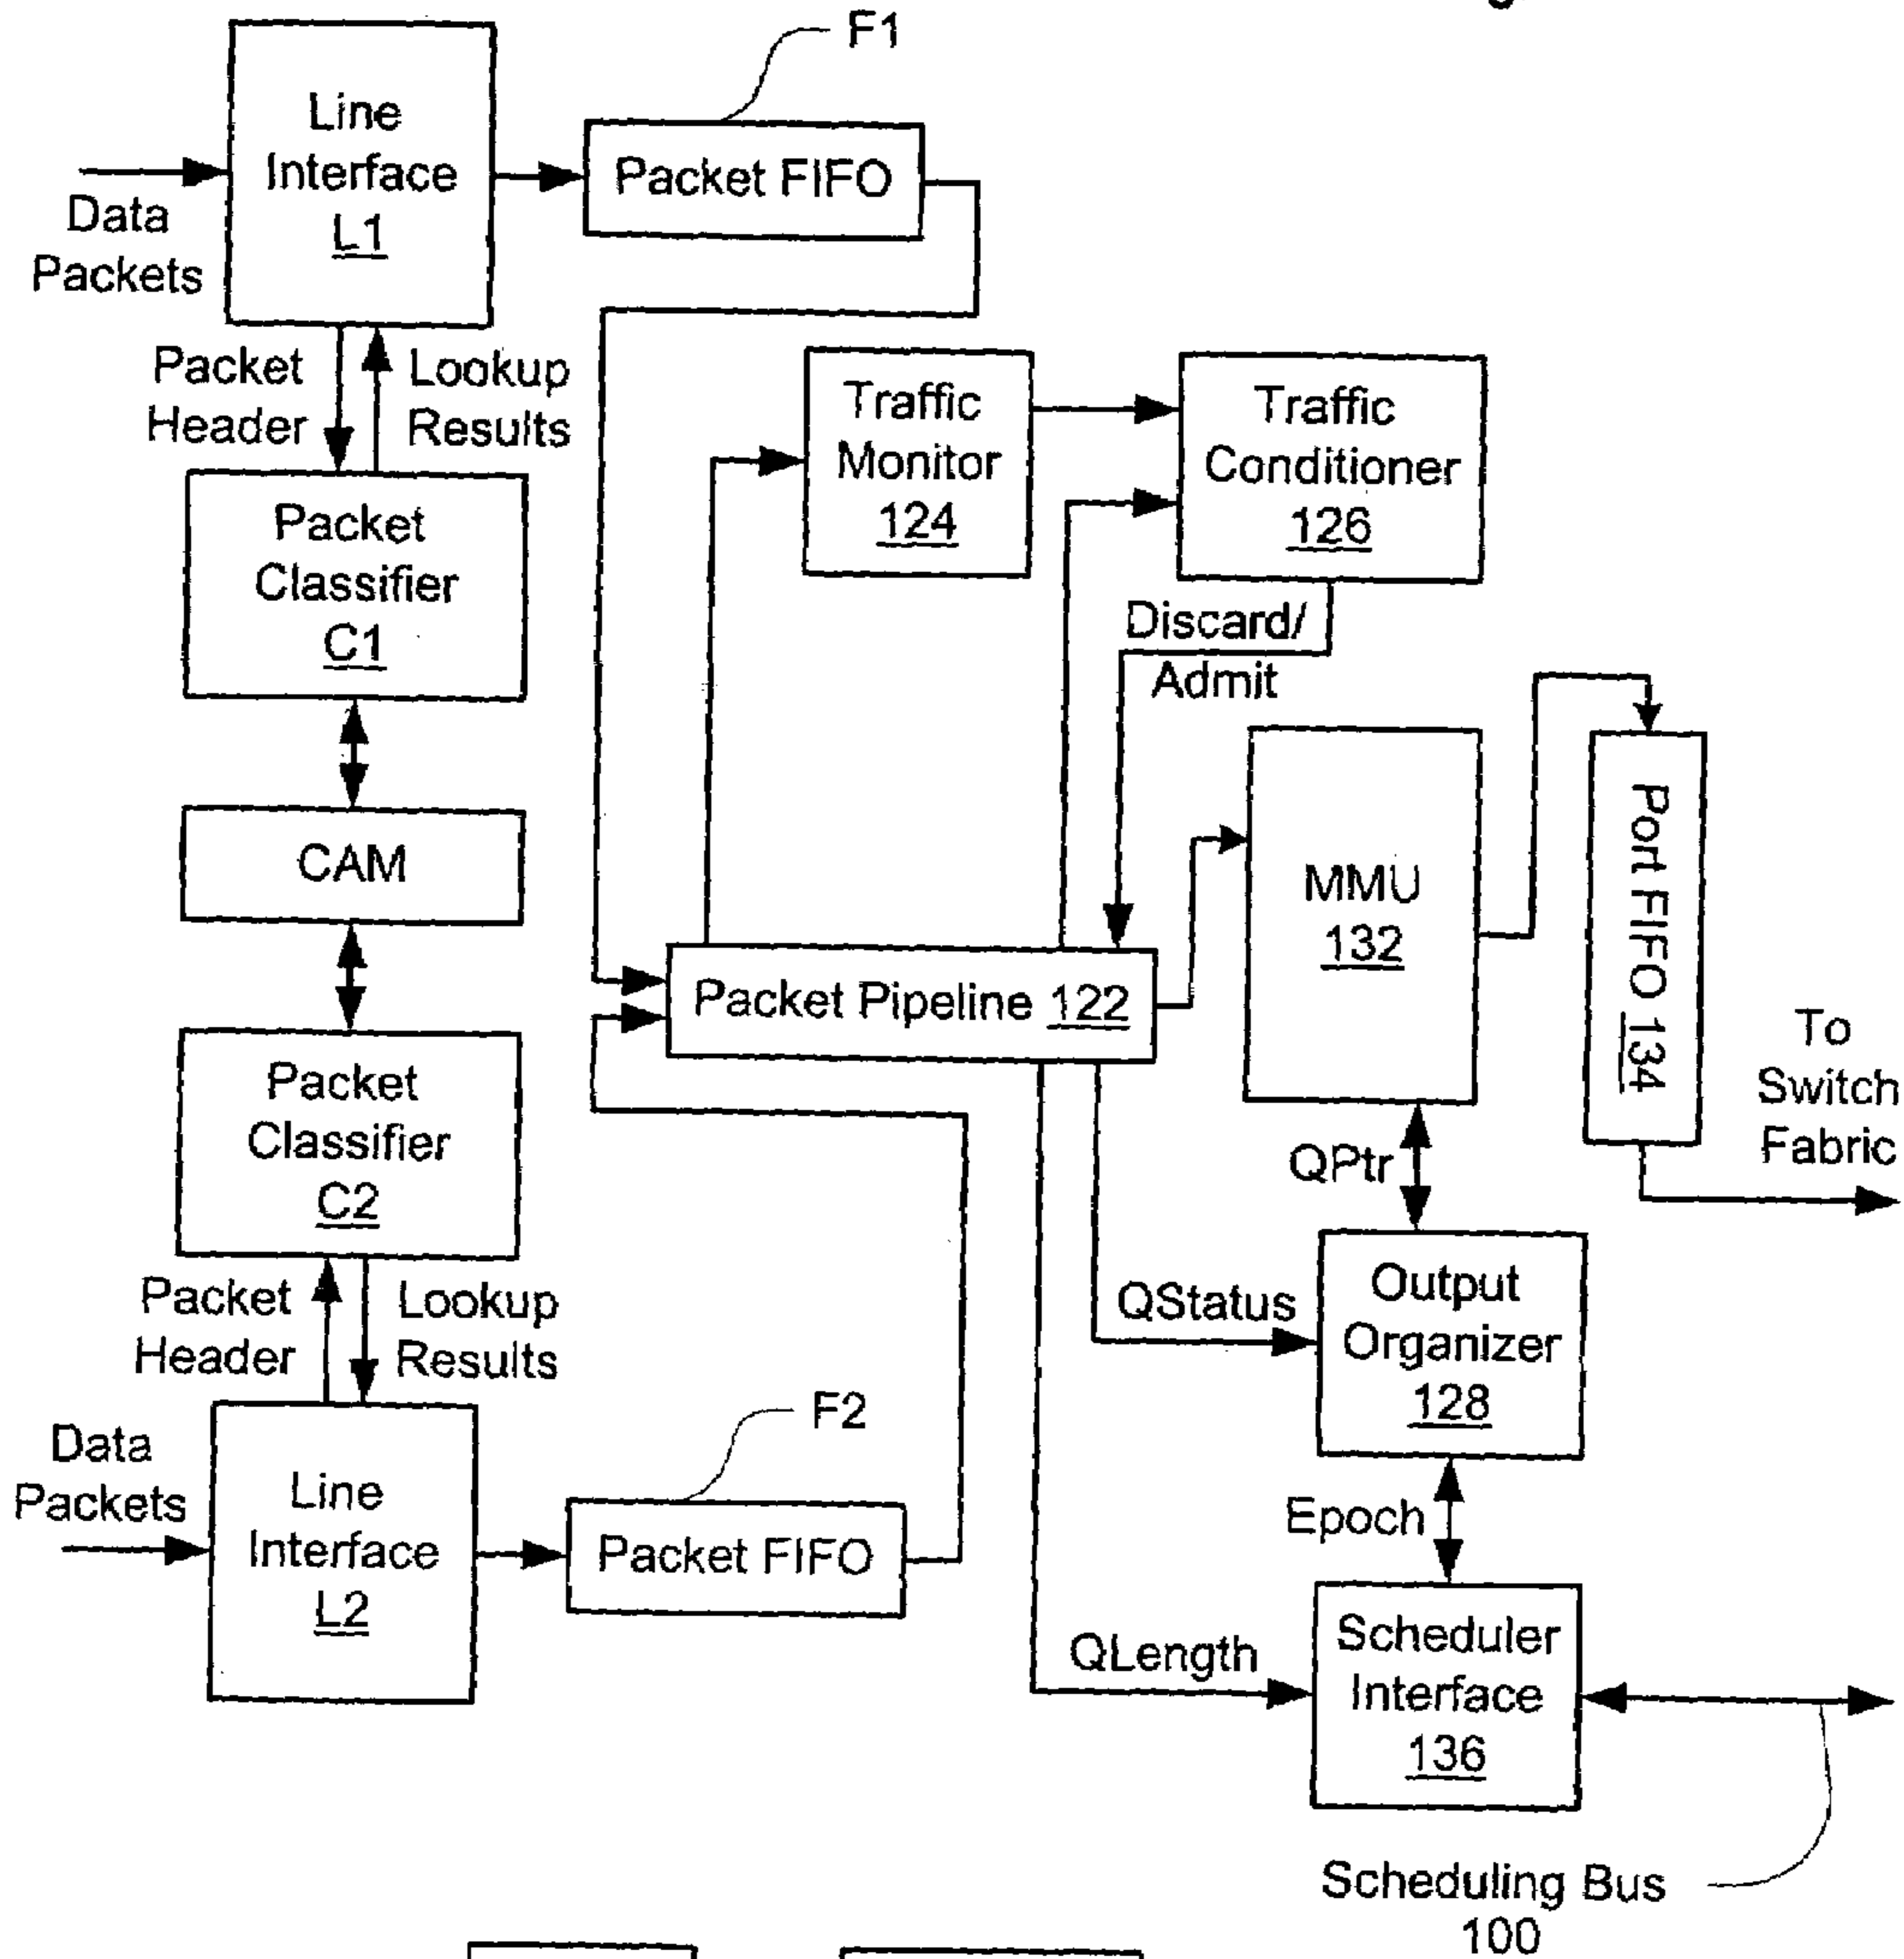 F1
Line
Interface
L1
Packet FIFO
Data
Packets
Packet
Header
Lookup
Results
Traffic
Monitor
124
Traffic
Conditioner
126
Packet
Classifier
C1
Discard/
Admit
CAM
MMU
132
Port FIFO 134
Packet Pipeline 122
To
Switch
Fabric
Packet
Classifier
C2
QPtr
Packet
Header
Lookup
Results
QStatus
Output
Organizer
128
F2
Data
Packets
Line
Interface
L2
Packet FIFO
Epoch
QLength
Scheduler
Interface
136
Scheduling Bus
100